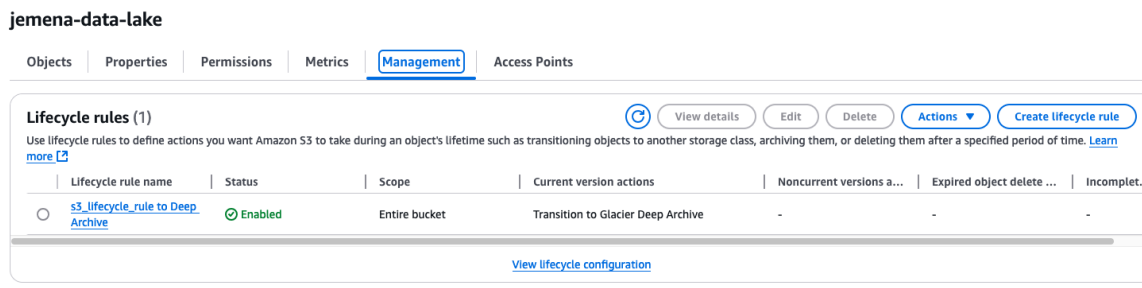 jemena-data-lake
Objects Properties Permissions Metrics Management Access Points
Lifecycle rules (1) View details Edit Delete Actions ▼ Create lifecycle rule
Use lifecycle rules to define actions you want Amazon S3 to take during an object's lifetime such as transitioning objects to another storage class, archiving them, or deleting them after a specified period of time. Learn
more
Lifecycle rule name Status Scope Current version actions Noncurrent versions a... Expired object delete ... Incomplet.
s3_lifecycle_rule to Deep
Archive Enabled Entire bucket Transition to Glacier Deep Archive - - -
View lifecycle configuration